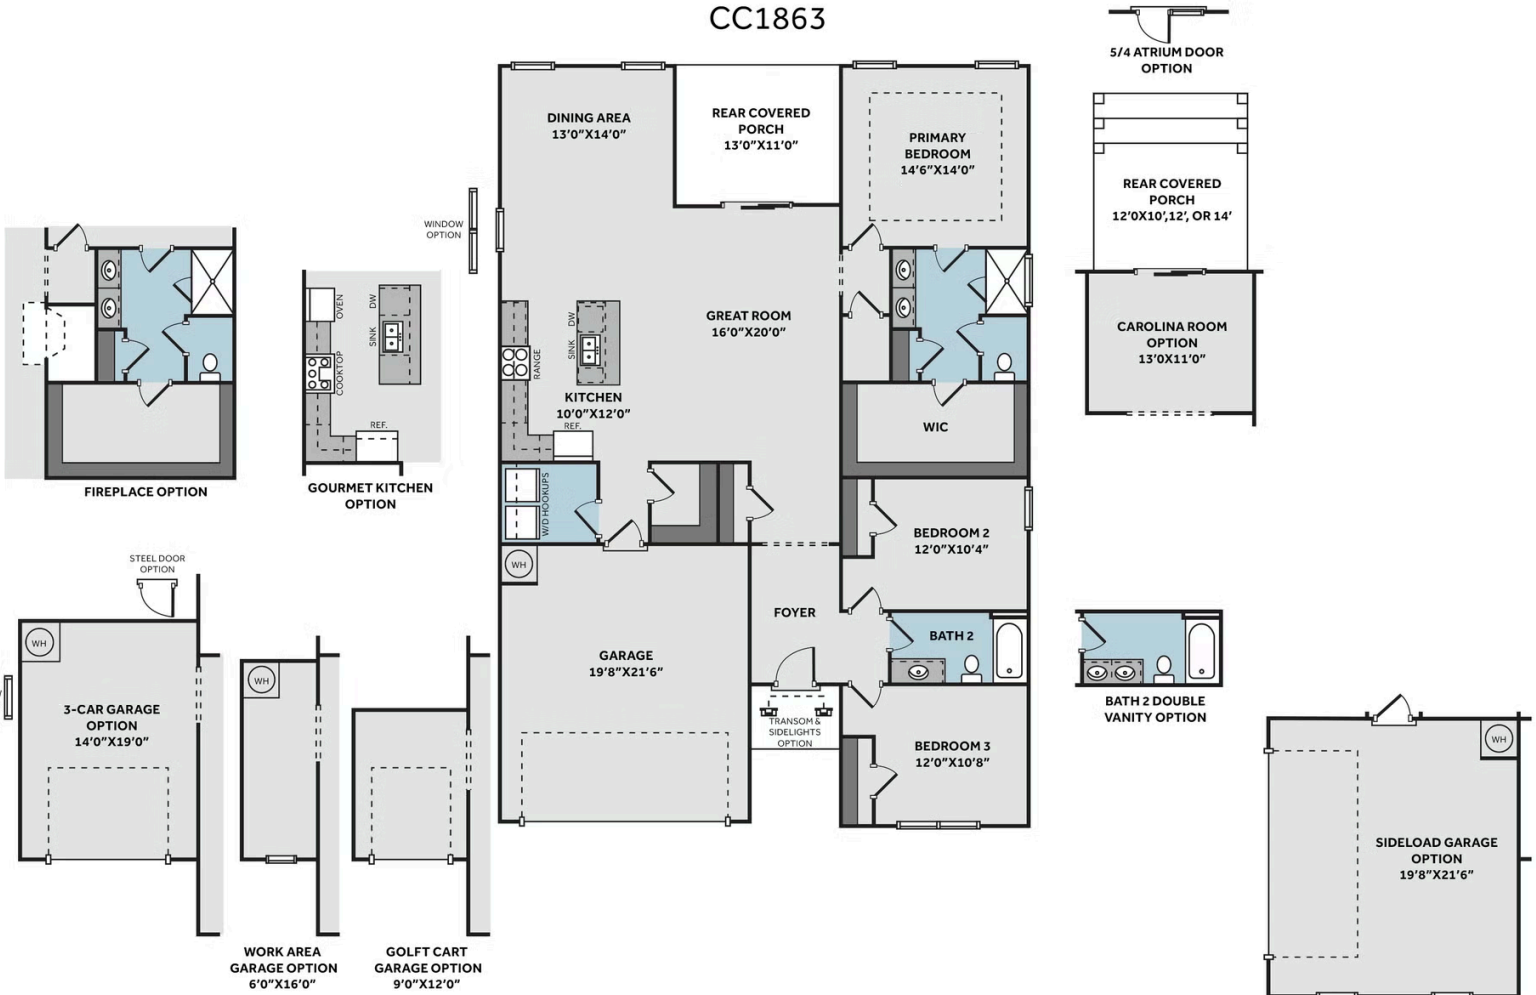 CC1863
5/4 ATRIUM DOOR
OPTION
DINING AREA
13'0"X14'0"
REAR COVERED
PORCH
13'0"X11'0"
PRIMARY
BEDROOM
14'6"X14'0"
REAR COVERED
PORCH
12'0X10',12', OR 14'
WINDOW
OPTION
GREAT ROOM
16'0"X20'0"
CAROLINA ROOM
OPTION
13'0X11'0"
OVEN
DW
SINK
COOKTOP
REF.
DW
SINK
RANGE
KITCHEN
10'0"X12'0"
REF.
WIC
FIREPLACE OPTION
GOURMET KITCHEN
OPTION
W/D HOOKUPS
BEDROOM 2
12'0"X10'4"
STEEL DOOR
OPTION
WH
FOYER
BATH 2
WH
GARAGE
19'8"X21'6"
WH
3-CAR GARAGE
OPTION
14'0"X19'0"
TRANSOM &
SIDELIGHTS
OPTION
BATH 2 DOUBLE
VANITY OPTION
BEDROOM 3
12'0"X10'8"
WH
SIDELOAD GARAGE
OPTION
19'8"X21'6"
WORK AREA
GARAGE OPTION
6'0"X16'0"
GOLFT CART
GARAGE OPTION
9'0"X12'0"